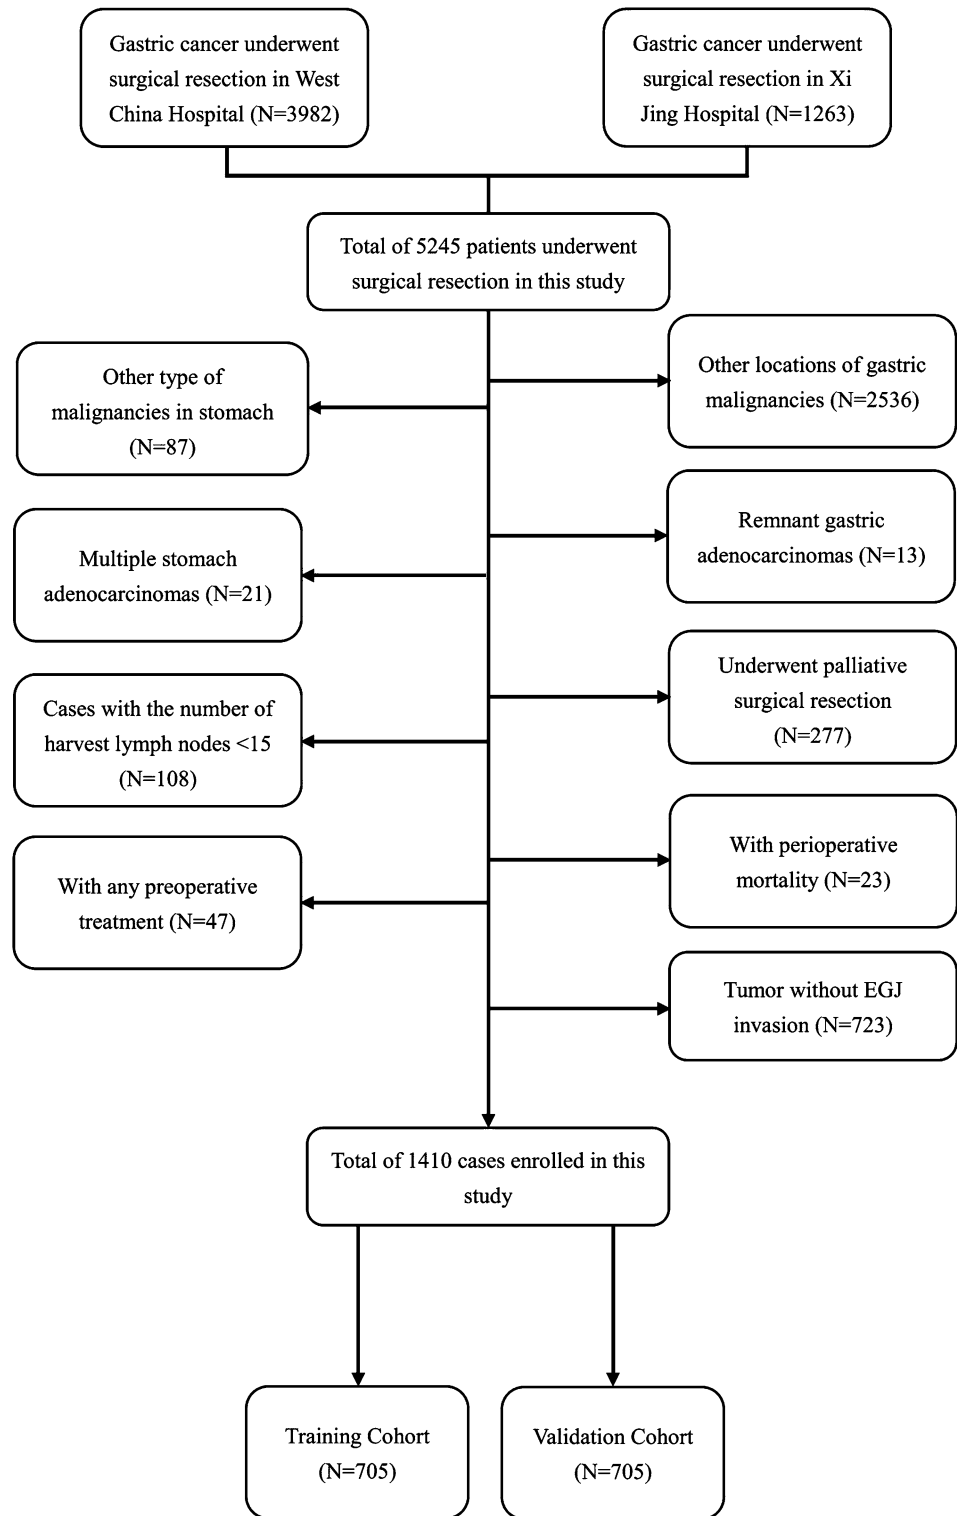 Gastric cancer underwent
surgical resection in West
China Hospital (N=3982)
Gastric cancer underwent
surgical resection in Xi
Jing Hospital (N=1263)
Total of 5245 patients underwent
surgical resection in this study
Other type of
malignancies in stomach
(N=87)
Other locations of gastric
malignancies (N=2536)
Multiple stomach
adenocarcinomas (N=21)
Remnant gastric
adenocarcinomas (N=13)
Cases with the number of
harvest lymph nodes <15
(N=108)
Underwent palliative
surgical resection
(N=277)
With any preoperative
treatment (N=47)
With perioperative
mortality (N=23)
Tumor without EGJ
invasion (N=723)
Total of 1410 cases enrolled in this
study
Training Cohort
(N=705)
Validation Cohort
(N=705)